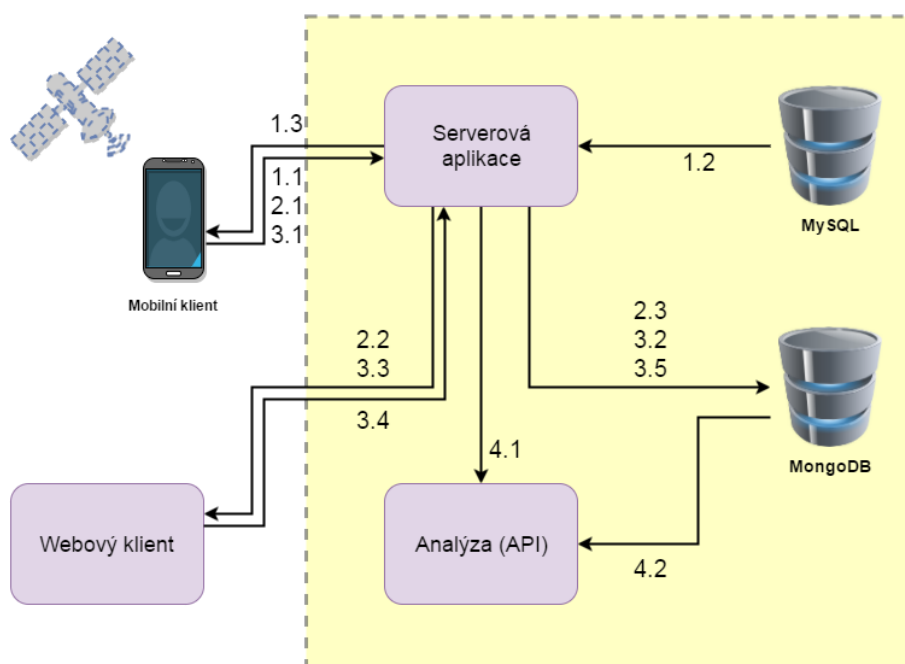 1.3
Serverová
aplikace
1.1
2.1
3.1
1.2
MySQL
Mobilní klient
2.2
3.3
3.4
2.3
3.2
3.5
4.1
MongoDB
Webový klient
Analýza (API)
4.2